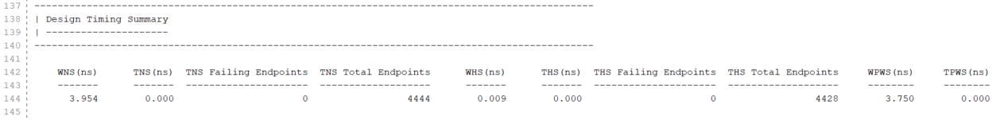 137 ------------------------------------------------------------------------------------------------
138 | Design Timing Summary
139 | ---------------------
140 ------------------------------------------------------------------------------------------------
141
142     WNS(ns)      TNS(ns)  TNS Failing Endpoints  TNS Total Endpoints      WHS(ns)      THS(ns)  THS Failing Endpoints  THS Total Endpoints     WPWS(ns)     TPWS(ns)
143     -------      -------  ---------------------  -------------------      -------      -------  ---------------------  -------------------     --------     --------
144       3.954        0.000                      0                 4444        0.009        0.000                      0                 4428        3.750        0.000
145